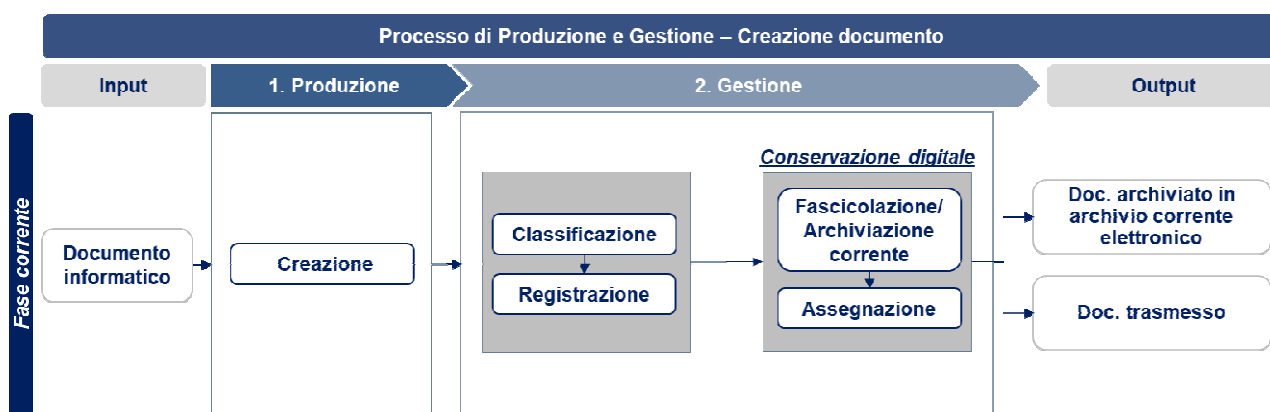 Processo di Produzione e Gestione – Creazione documento
Input
1. Produzione
2. Gestione
Output
Fase corrente
Documento
informatico
Creazione
Classificazione
Registrazione
Conservazione digitale
Fascicolazione/
Archiviazione
corrente
Assegnazione
Doc. archiviato in
archivio corrente
elettronico
Doc. trasmesso